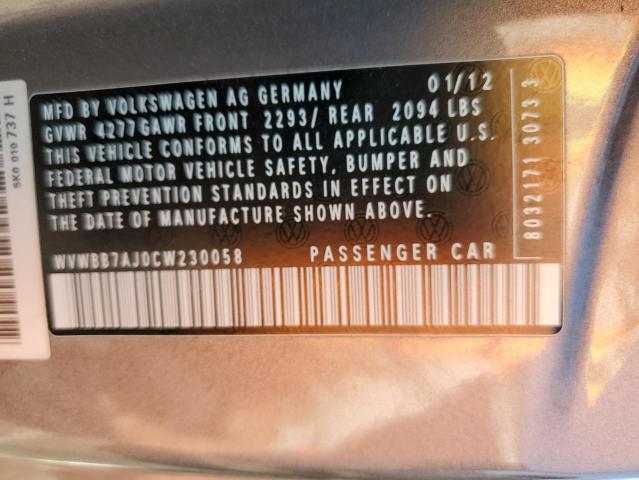 MFD BY VOLKSWAGEN AG GERMANY 01/12
GVWR 4277 GAWR FRONT 2293/ REAR 2094 LBS
THIS VEHICLE CONFORMS TO ALL APPLICABLE U.S.
FEDERAL MOTOR VEHICLE SAFETY, BUMPER AND
THEFT PREVENTION STANDARDS IN EFFECT ON
THE DATE OF MANUFACTURE SHOWN ABOVE.
WVWBB7AJ0CW230058 PASSENGER CAR
8032171 3073 3
5K0 010 737 H